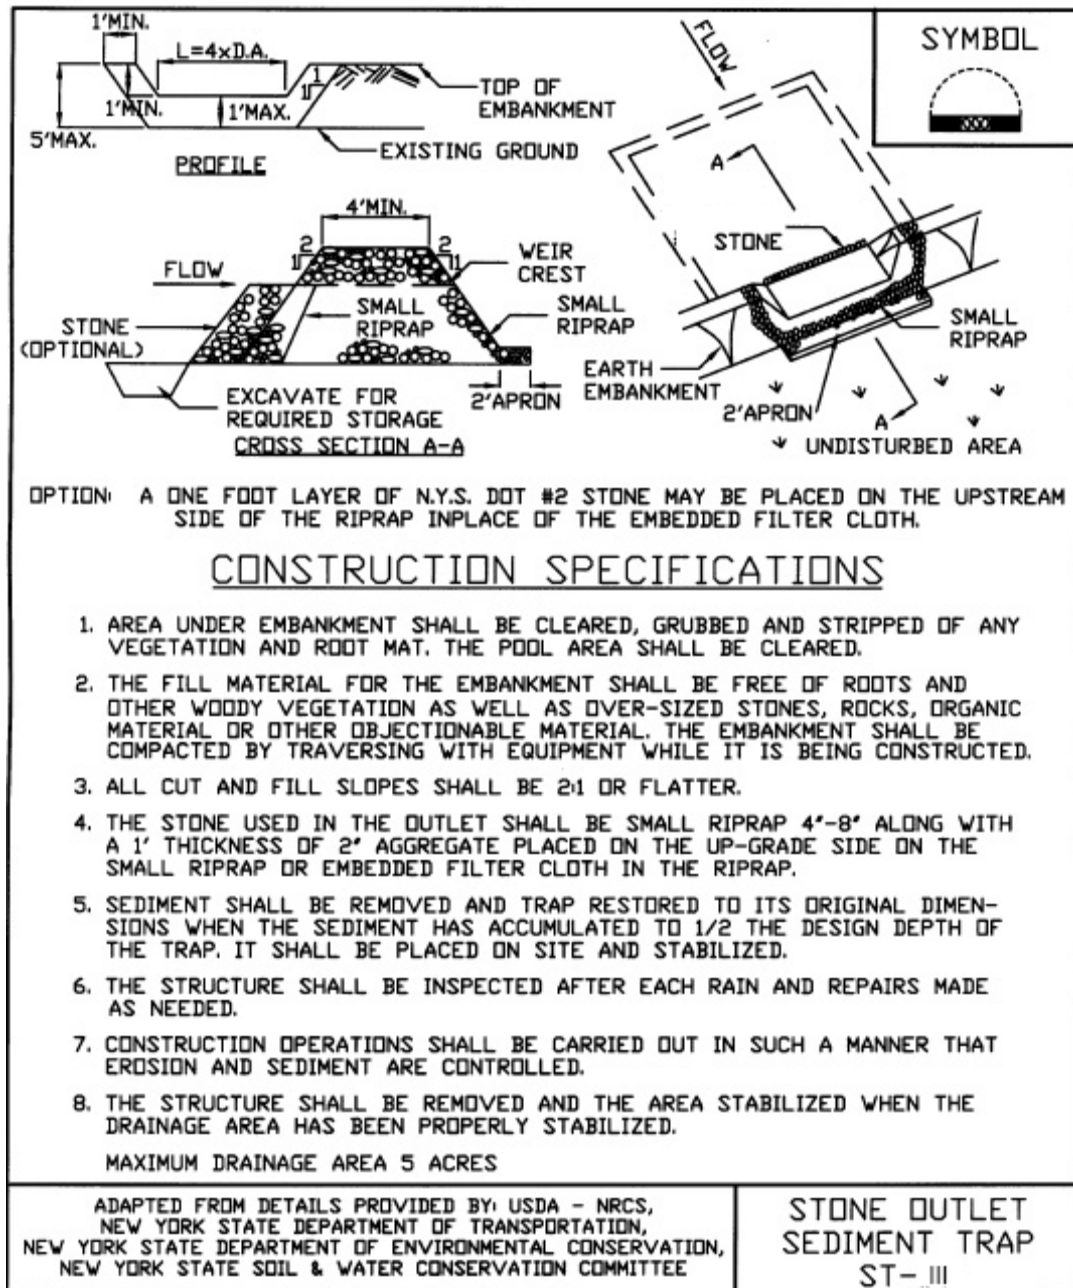 1'MIN.
L=4xD.A.
1
1
TOP OF
EMBANKMENT
1'MIN.
1'MAX.
5'MAX.
EXISTING GROUND
PROFILE
FLOW
SYMBOL
4'MIN.
2
1
2
1
FLOW
WEIR
CREST
SMALL
RIPRAP
SMALL
RIPRAP
STONE
(OPTIONAL)
EXCAVATE FOR
REQUIRED STORAGE
2'APRON
CROSS SECTION A-A
A
STONE
SMALL
RIPRAP
EARTH
EMBANKMENT
2'APRON
A
UNDISTURBED AREA
OPTION: A ONE FOOT LAYER OF N.Y.S. DOT #2 STONE MAY BE PLACED ON THE UPSTREAM
SIDE OF THE RIPRAP INPLACE OF THE EMBEDDED FILTER CLOTH.
CONSTRUCTION SPECIFICATIONS
1. AREA UNDER EMBANKMENT SHALL BE CLEARED, GRUBBED AND STRIPPED OF ANY
VEGETATION AND ROOT MAT. THE POOL AREA SHALL BE CLEARED.
2. THE FILL MATERIAL FOR THE EMBANKMENT SHALL BE FREE OF ROOTS AND
OTHER WOODY VEGETATION AS WELL AS OVER-SIZED STONES, ROCKS, ORGANIC
MATERIAL OR OTHER OBJECTIONABLE MATERIAL. THE EMBANKMENT SHALL BE
COMPACTED BY TRAVERSING WITH EQUIPMENT WHILE IT IS BEING CONSTRUCTED.
3. ALL CUT AND FILL SLOPES SHALL BE 2:1 OR FLATTER.
4. THE STONE USED IN THE OUTLET SHALL BE SMALL RIPRAP 4"-8" ALONG WITH
A 1' THICKNESS OF 2" AGGREGATE PLACED ON THE UP-GRADE SIDE ON THE
SMALL RIPRAP OR EMBEDDED FILTER CLOTH IN THE RIPRAP.
5. SEDIMENT SHALL BE REMOVED AND TRAP RESTORED TO ITS ORIGINAL DIMEN-
SIONS WHEN THE SEDIMENT HAS ACCUMULATED TO 1/2 THE DESIGN DEPTH OF
THE TRAP. IT SHALL BE PLACED ON SITE AND STABILIZED.
6. THE STRUCTURE SHALL BE INSPECTED AFTER EACH RAIN AND REPAIRS MADE
AS NEEDED.
7. CONSTRUCTION OPERATIONS SHALL BE CARRIED OUT IN SUCH A MANNER THAT
EROSION AND SEDIMENT ARE CONTROLLED.
8. THE STRUCTURE SHALL BE REMOVED AND THE AREA STABILIZED WHEN THE
DRAINAGE AREA HAS BEEN PROPERLY STABILIZED.
MAXIMUM DRAINAGE AREA 5 ACRES
ADAPTED FROM DETAILS PROVIDED BY: USDA - NRCS,
NEW YORK STATE DEPARTMENT OF TRANSPORTATION,
NEW YORK STATE DEPARTMENT OF ENVIRONMENTAL CONSERVATION,
NEW YORK STATE SOIL & WATER CONSERVATION COMMITTEE
STONE OUTLET
SEDIMENT TRAP
ST-III